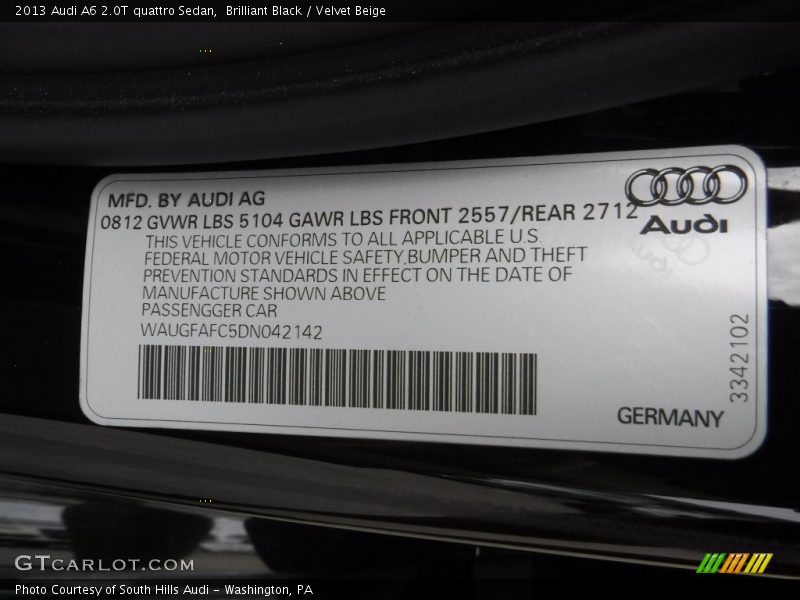 2013 Audi A6 2.0T quattro Sedan,  Brilliant Black / Velvet Beige
MFD. BY AUDI AG
0812 GVWR LBS 5104 GAWR LBS FRONT 2557/REAR 2712
THIS VEHICLE CONFORMS TO ALL APPLICABLE U.S.
FEDERAL MOTOR VEHICLE SAFETY,BUMPER AND THEFT
PREVENTION STANDARDS IN EFFECT ON THE DATE OF
MANUFACTURE SHOWN ABOVE
PASSENGGER CAR
WAUGFAFC5DN042142
Audi
3342102
GERMANY
GTCARLOT.COM
Photo Courtesy of South Hills Audi - Washington, PA